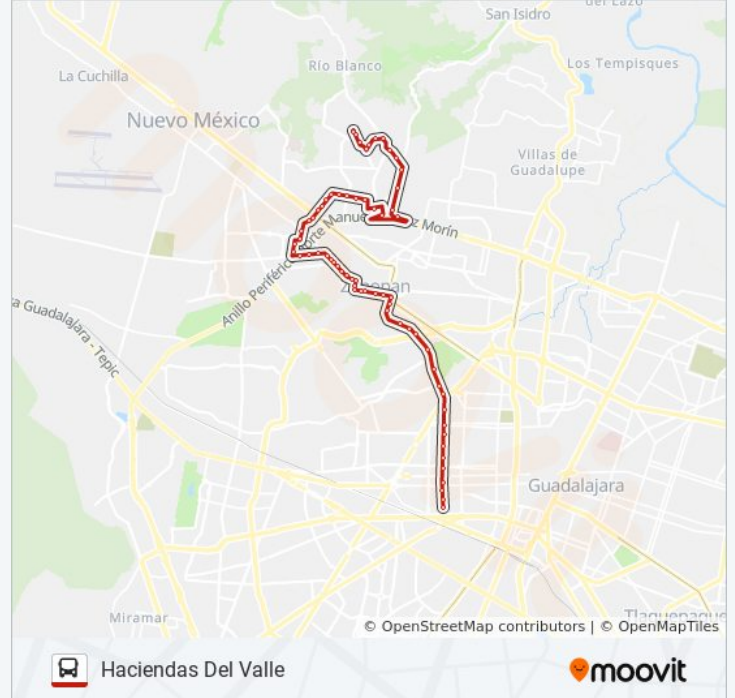 del Lazo
San Isidro
Río Blanco
Los Tempisques
La Cuchilla
Nuevo México
Villas de
Guadalupe
Anillo Periférico Norte Manuel Gómez Morín
Zapopan
a Guadalajara - Tepic
Guadalajara
Miramar
Tlaquepaque
© OpenStreetMap contributors | © OpenMapTiles
Haciendas Del Valle
moovit